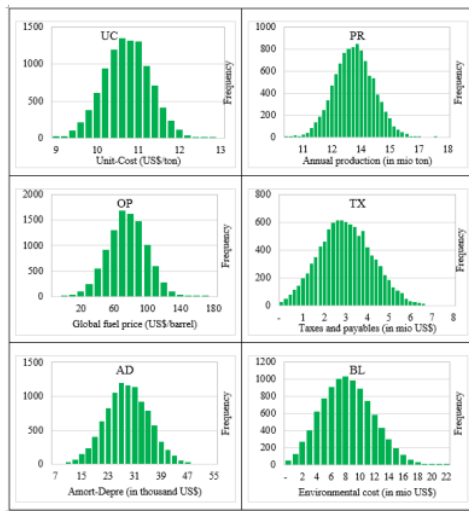 UC
1500
1000
500
0
9 10 11 12 13
Unit-Cost (US$/ton)
PR
1000
800
600
400
200
0
11 12 13 14 15 17 18
Annual production (in mio ton)
Frequency
OP
2000
1500
1000
500
0
20 60 100 140 180
Global fuel price (US$/barrel)
Frequency
TX
800
600
400
200
0
- 1 2 3 4 5 6 7 8
Taxes and payables (in mio US$)
Frequency
AD
1500
1000
500
0
7 15 23 31 39 47 55
Amort-Depre (in thousand US$)
Frequency
BL
1200
1000
800
600
400
200
0
- 2 4 6 8 10 12 14 16 18 20 22
Environmental cost (in mio US$)
Frequency
Frequency